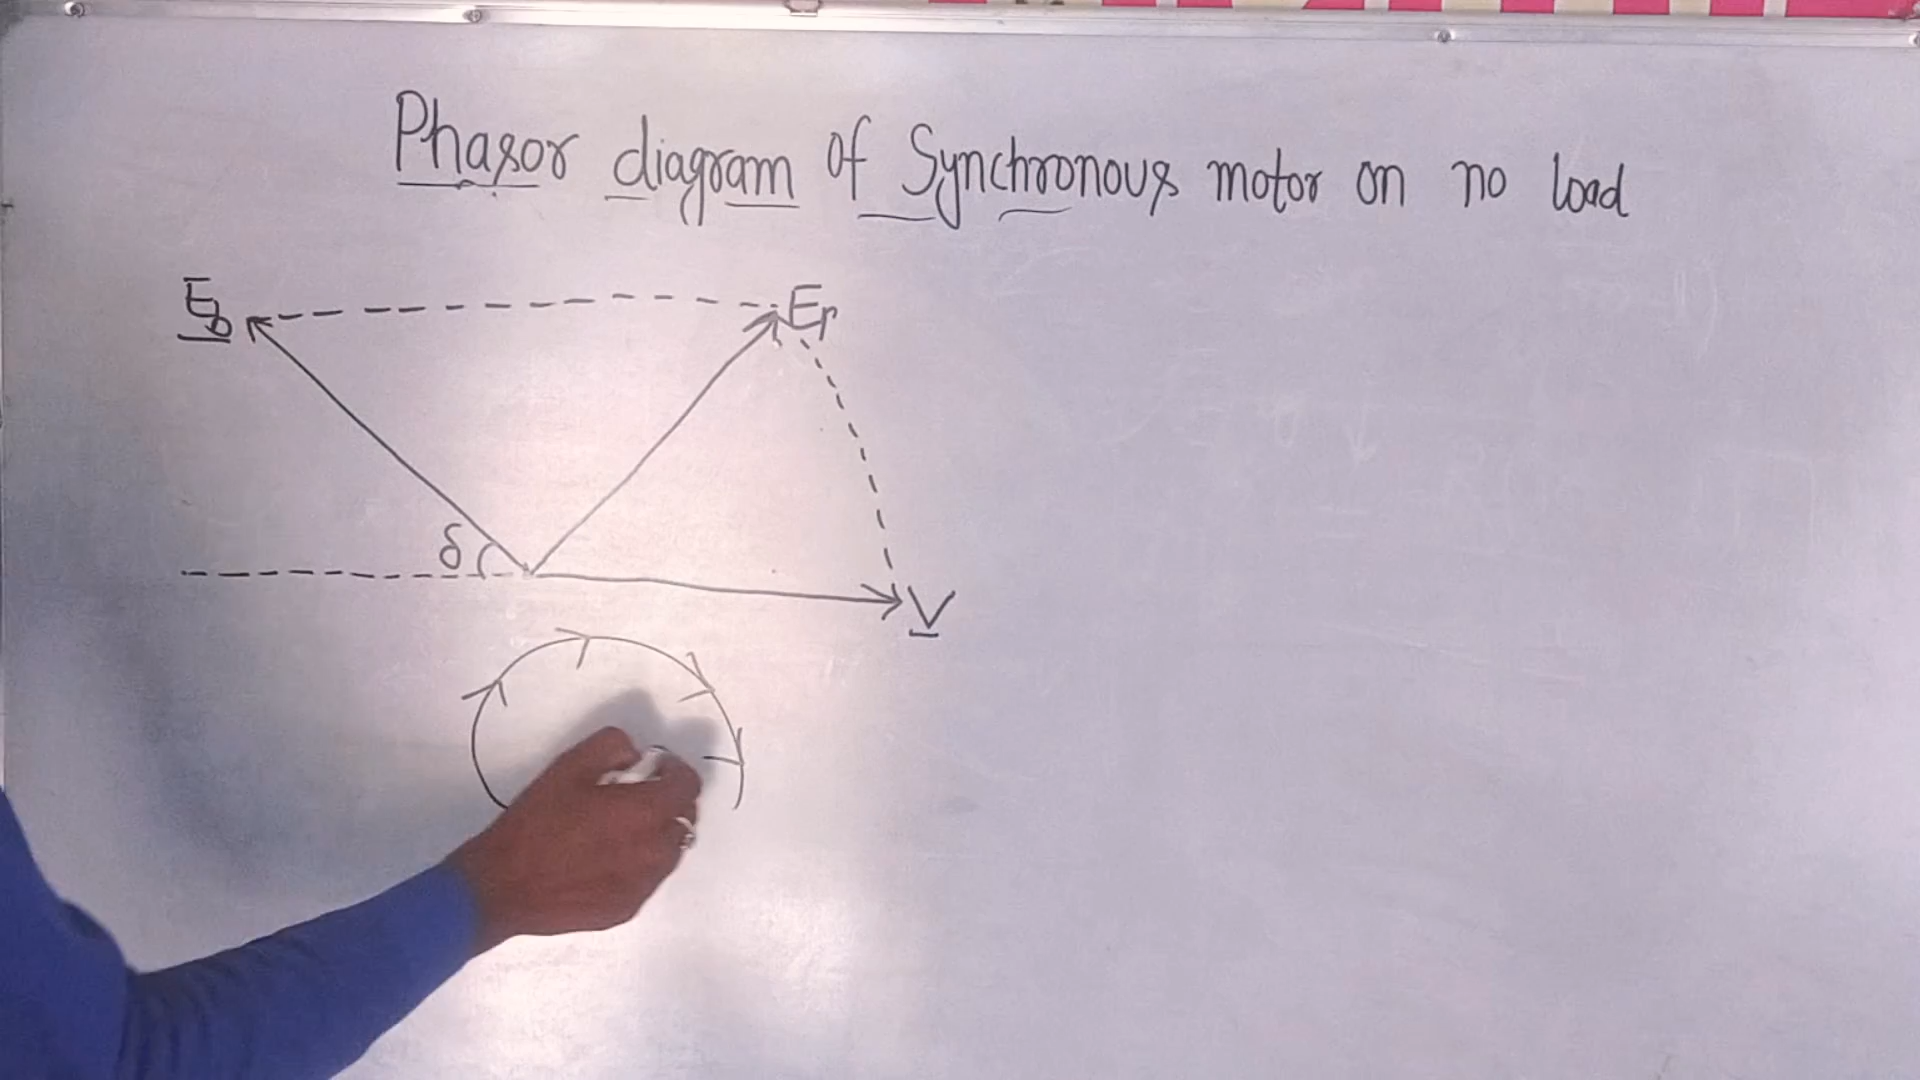 Phasor diagram of Synchronous motor on no load
Eb
Er
δ
V